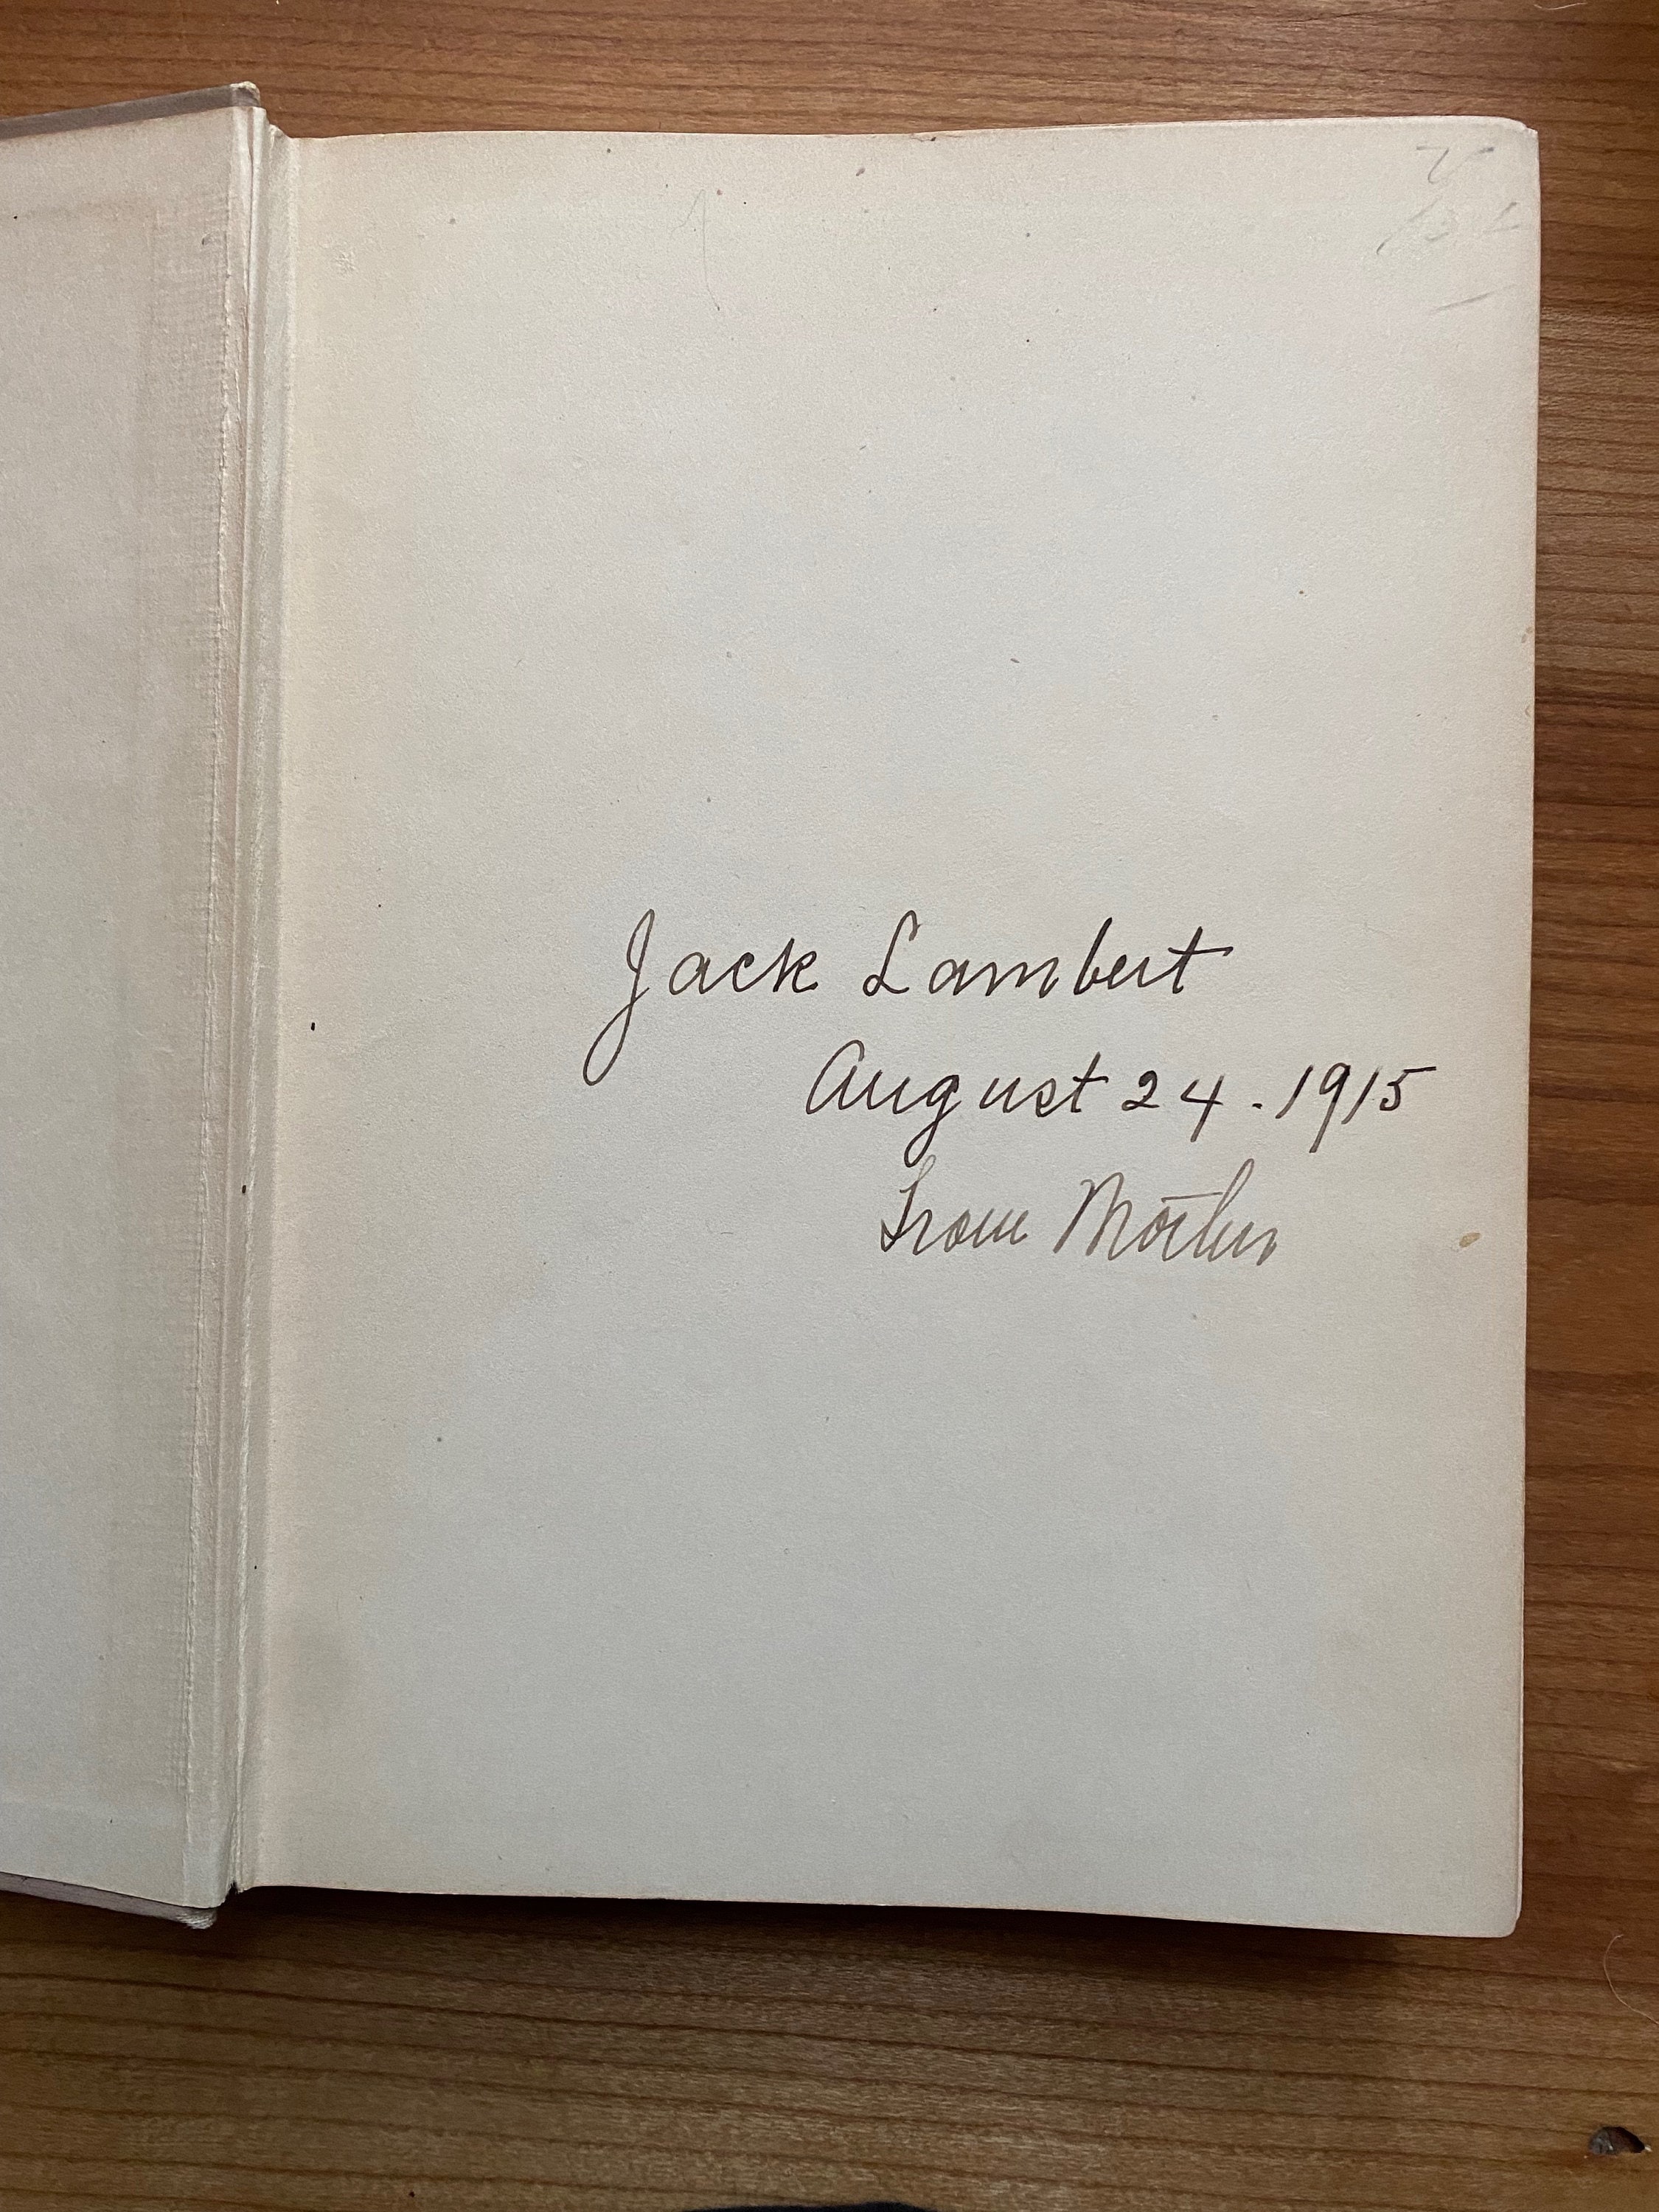 Jack Lambert
August 24. 1915
From Mother